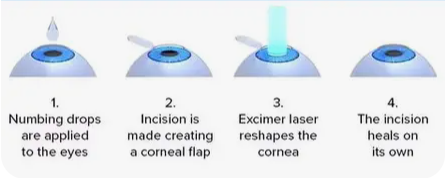 1.
Numbing drops
are applied
to the eyes
2.
Incision is
made creating
a corneal flap
3.
Excimer laser
reshapes the
cornea
4.
The incision
heals on
its own